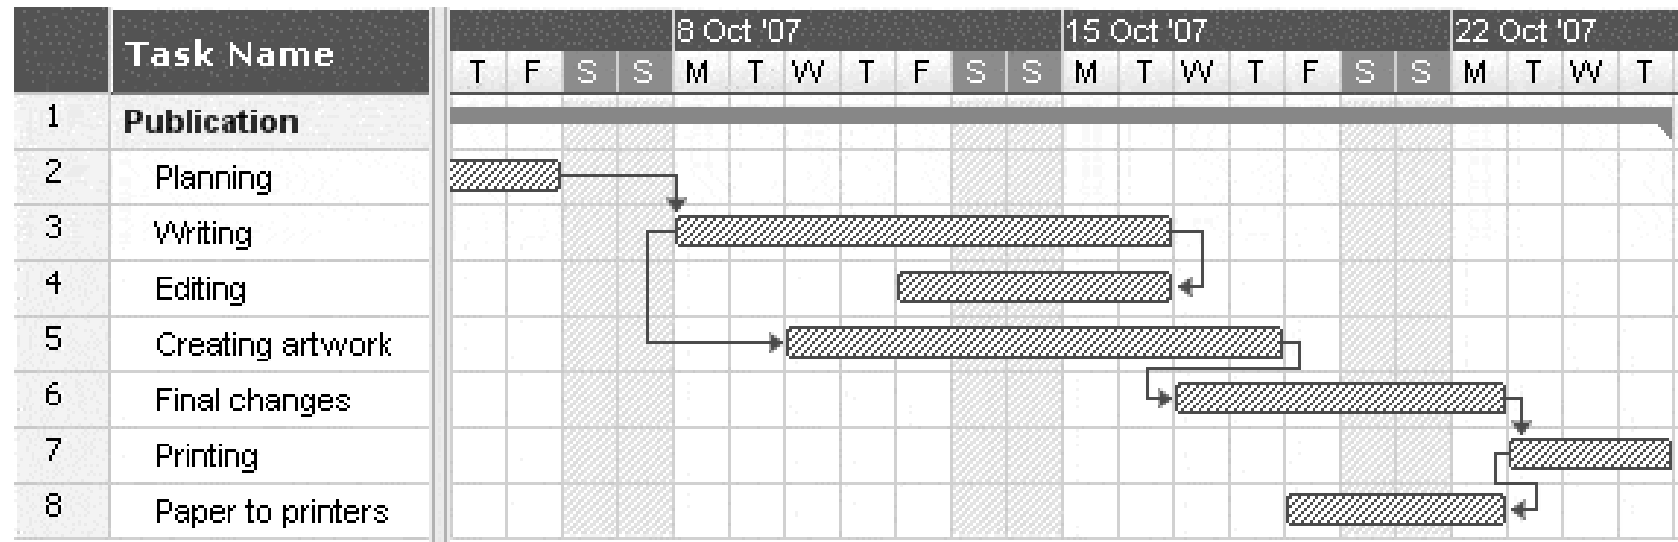 8 Oct '07 15 Oct '07 22 Oct '07
Task Name
T F S S M T W T F S S M T W T F S S M T W T
1 Publication
2 Planning
3 Writing
4 Editing
5 Creating artwork
6 Final changes
7 Printing
8 Paper to printers